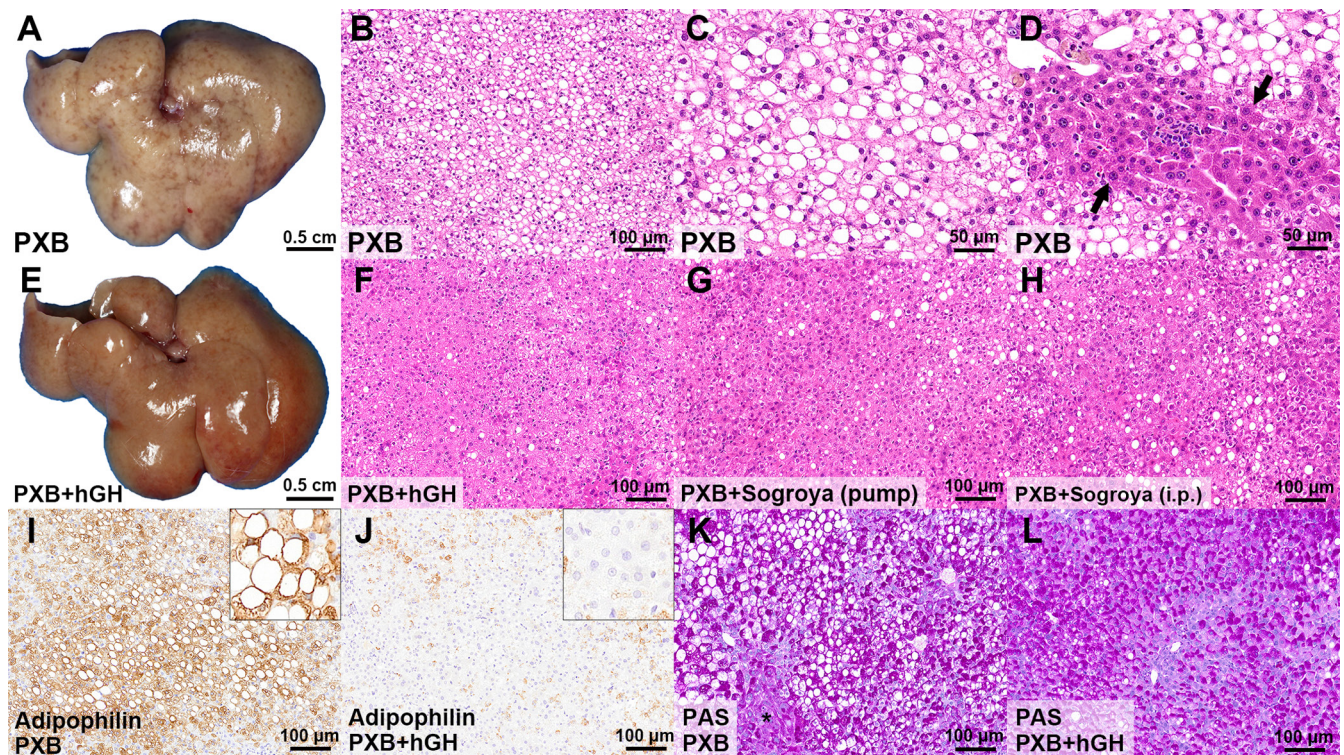 A
PXB
0.5 cm
B
PXB
100 µm
C
PXB
50 µm
D
PXB
50 µm
E
PXB+hGH
0.5 cm
F
PXB+hGH
100 µm
G
PXB+Sogroya (pump)
100 µm
H
PXB+Sogroya (i.p.)
100 µm
I
Adipophilin
PXB
100 µm
J
Adipophilin
PXB+hGH
100 µm
K
PAS
PXB
*
100 µm
L
PAS
PXB+hGH
100 µm